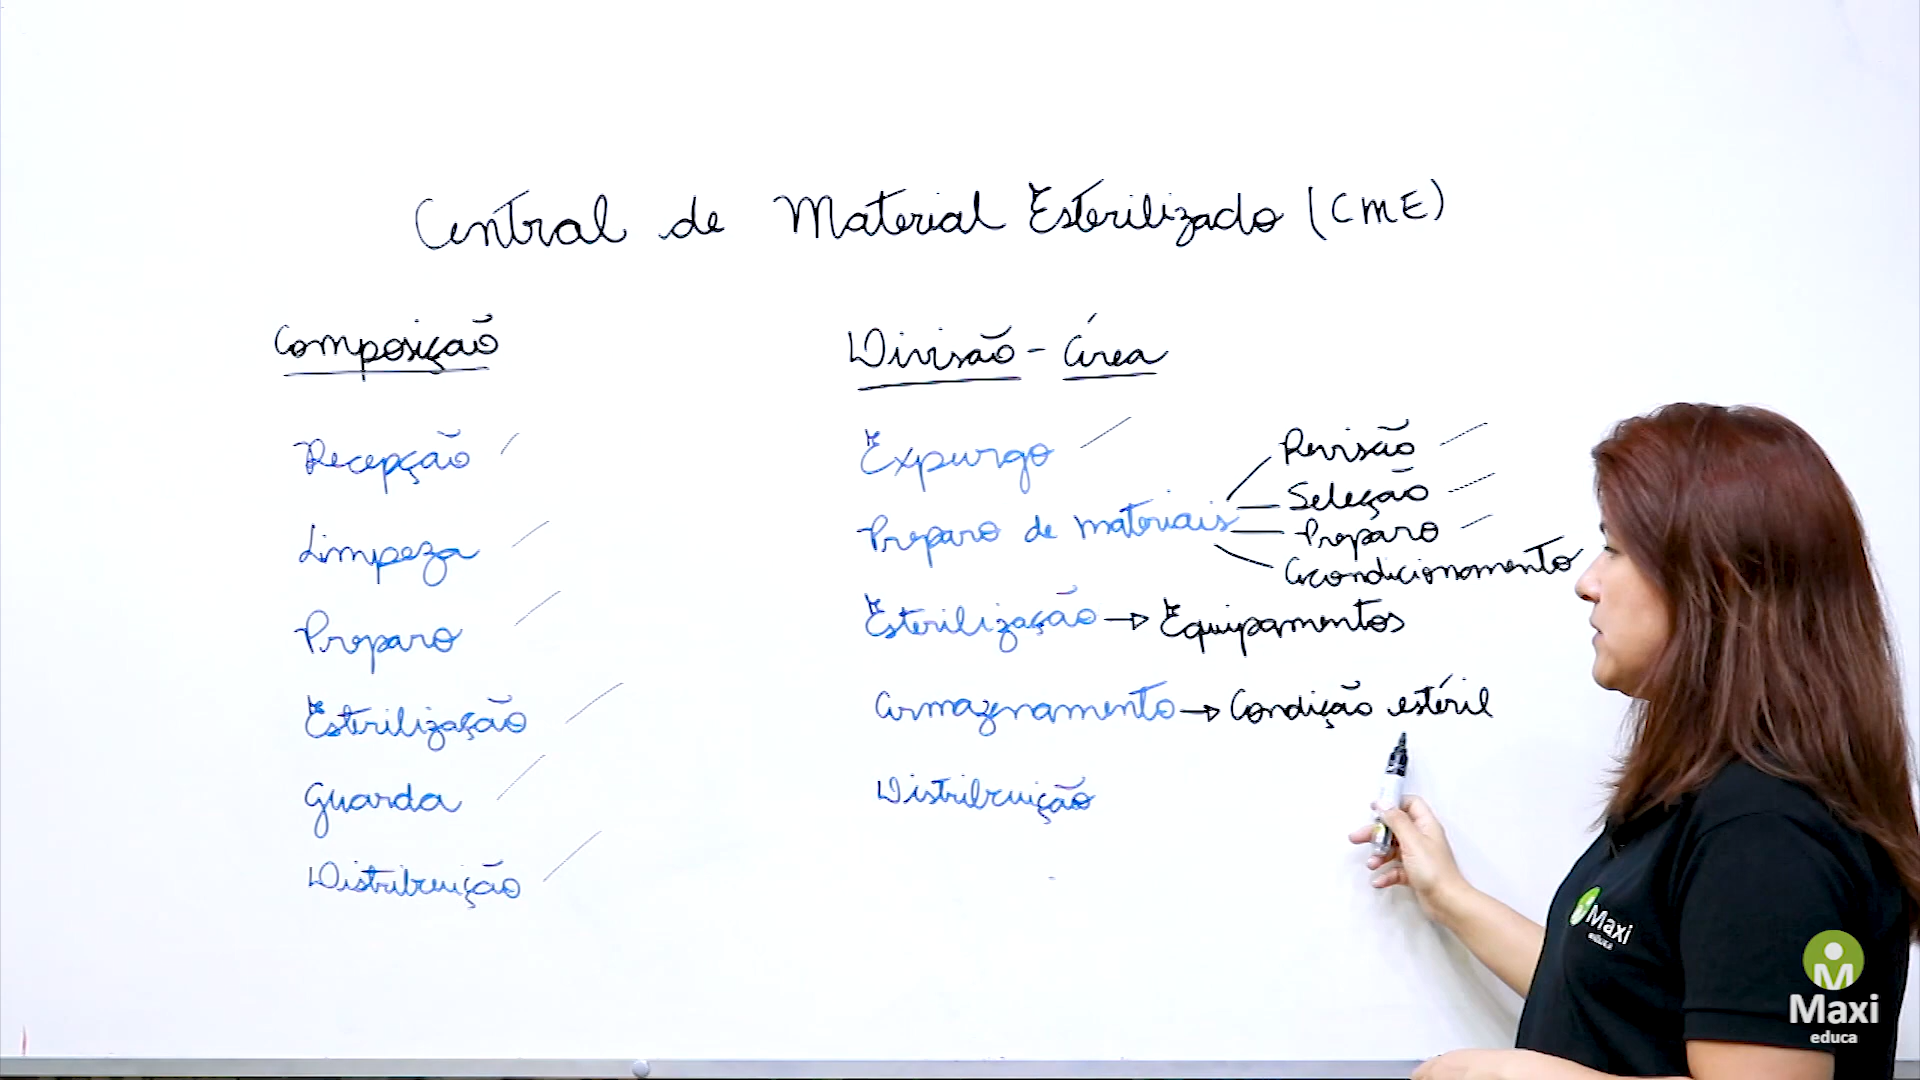 Central de Material Esterilizado (CME)
Composição
Recepção
Limpeza
Preparo
Esterilização
Guarda
Distribuição
Divisão - Área
Expurgo
Preparo de materiais
Revisão
Seleção
Preparo
Acondicionamento
Esterilização → Equipamentos
Armazenamento → Condição estéril
Distribuição
Maxi
educa
M
Maxi
educa